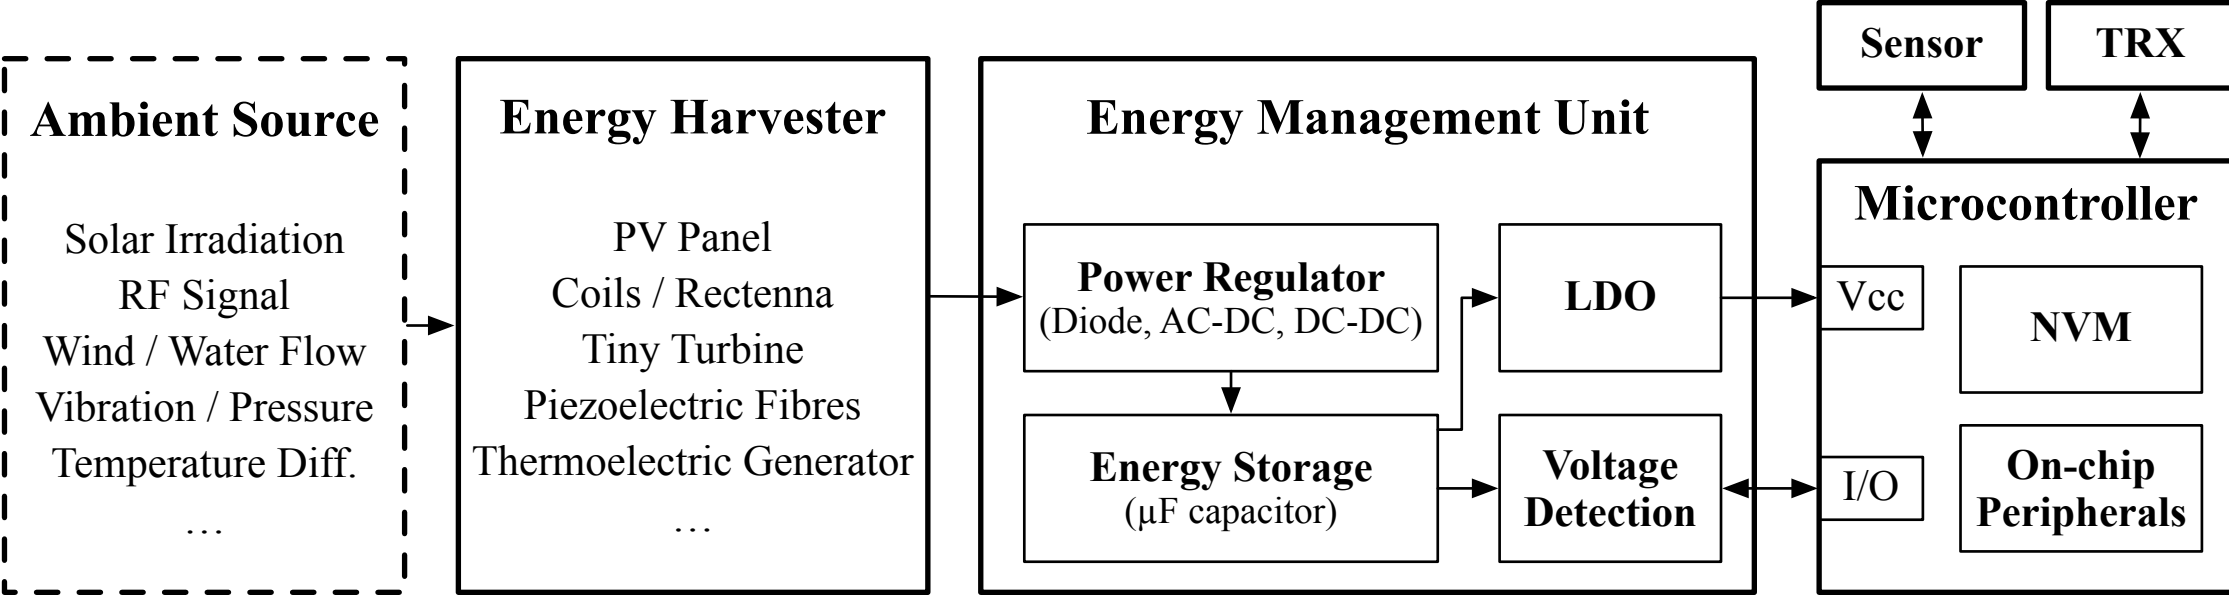 Ambient Source
Solar Irradiation
RF Signal
Wind / Water Flow
Vibration / Pressure
Temperature Diff.
…
Energy Harvester
PV Panel
Coils / Rectenna
Tiny Turbine
Piezoelectric Fibres
Thermoelectric Generator
…
Energy Management Unit
Power Regulator
(Diode, AC-DC, DC-DC)
Energy Storage
(µF capacitor)
LDO
Voltage
Detection
Sensor
TRX
Microcontroller
Vcc
I/O
NVM
On-chip
Peripherals